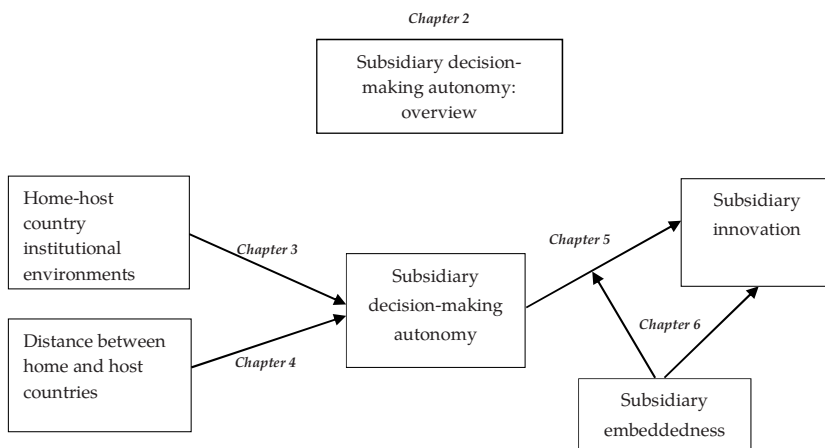 Chapter 2
Subsidiary decision-
making autonomy:
overview
Home-host
country
institutional
environments
Chapter 3
Distance between
home and host
countries
Chapter 4
Subsidiary
decision-making
autonomy
Chapter 5
Subsidiary
innovation
Chapter 6
Subsidiary
embeddedness